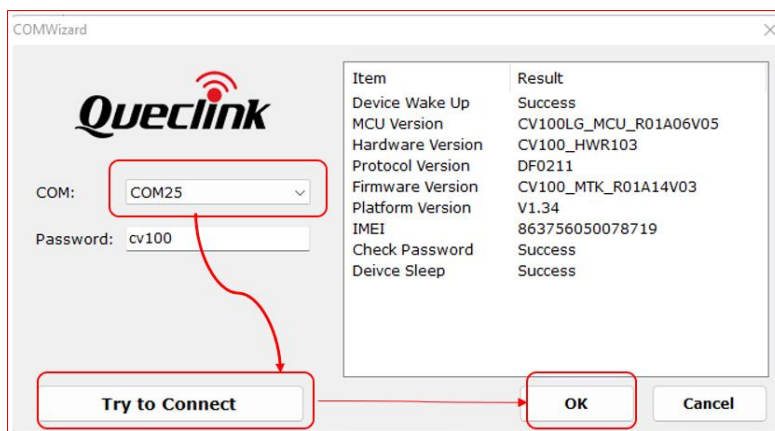 COMWizard
Queclink
COM: COM25
Password: cv100
Try to Connect
Item Result
Device Wake Up Success
MCU Version CV100LG_MCU_R01A06V05
Hardware Version CV100_HWR103
Protocol Version DF0211
Firmware Version CV100_MTK_R01A14V03
Platform Version V1.34
IMEI 863756050078719
Check Password Success
Deivce Sleep Success
OK Cancel